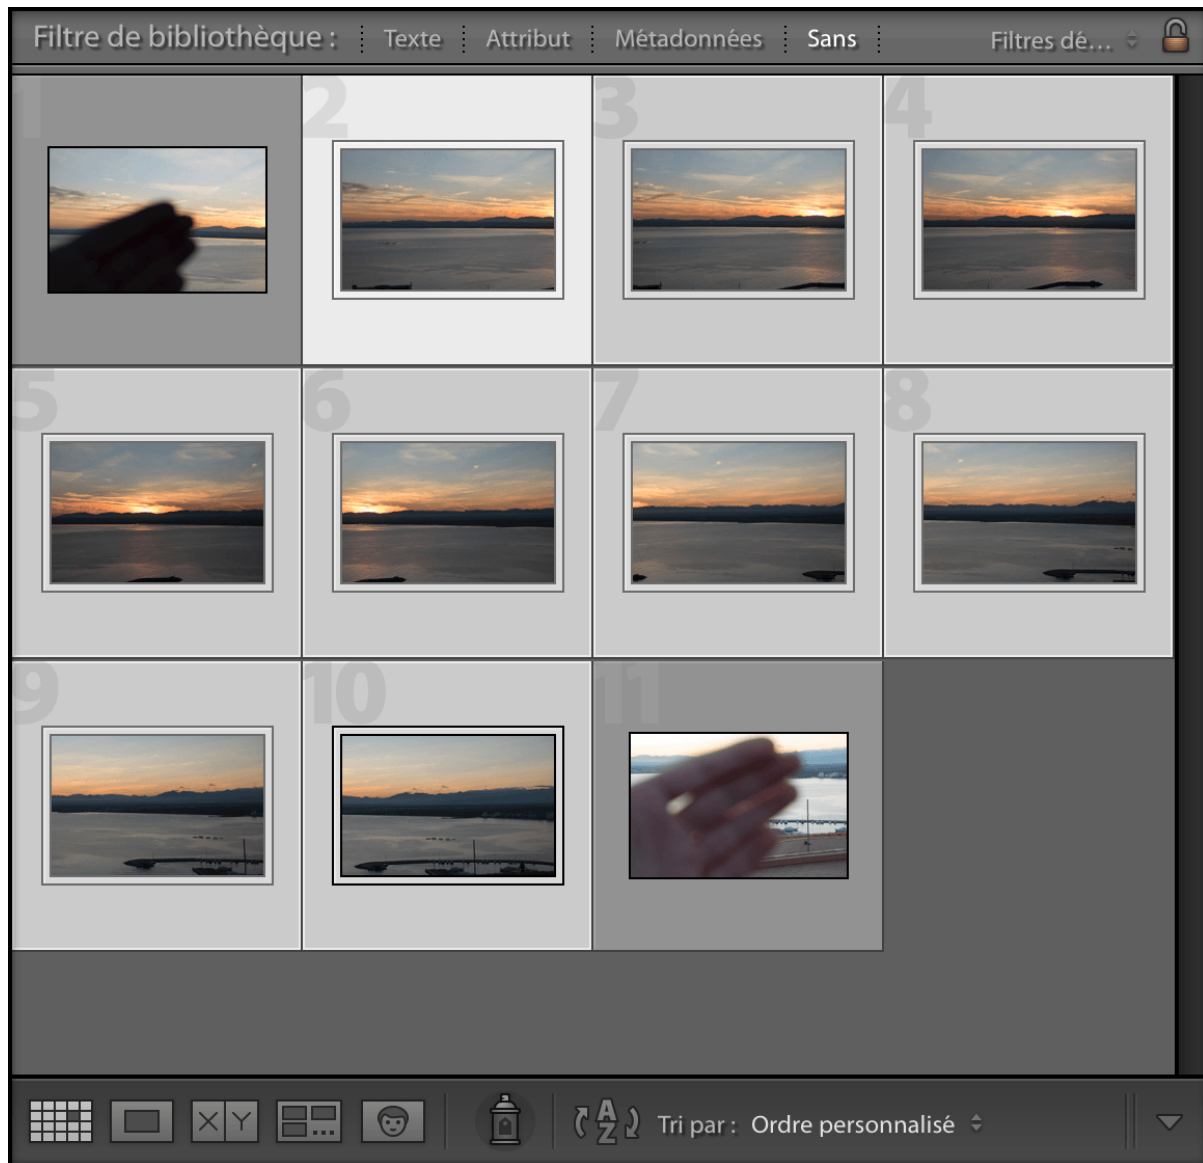 Filtre de bibliothèque : Texte Attribut Métadonnées Sans Filtres dé...
1 2 3 4
5 6 7 8
9 10 11
X Y
A
Z
Tri par : Ordre personnalisé